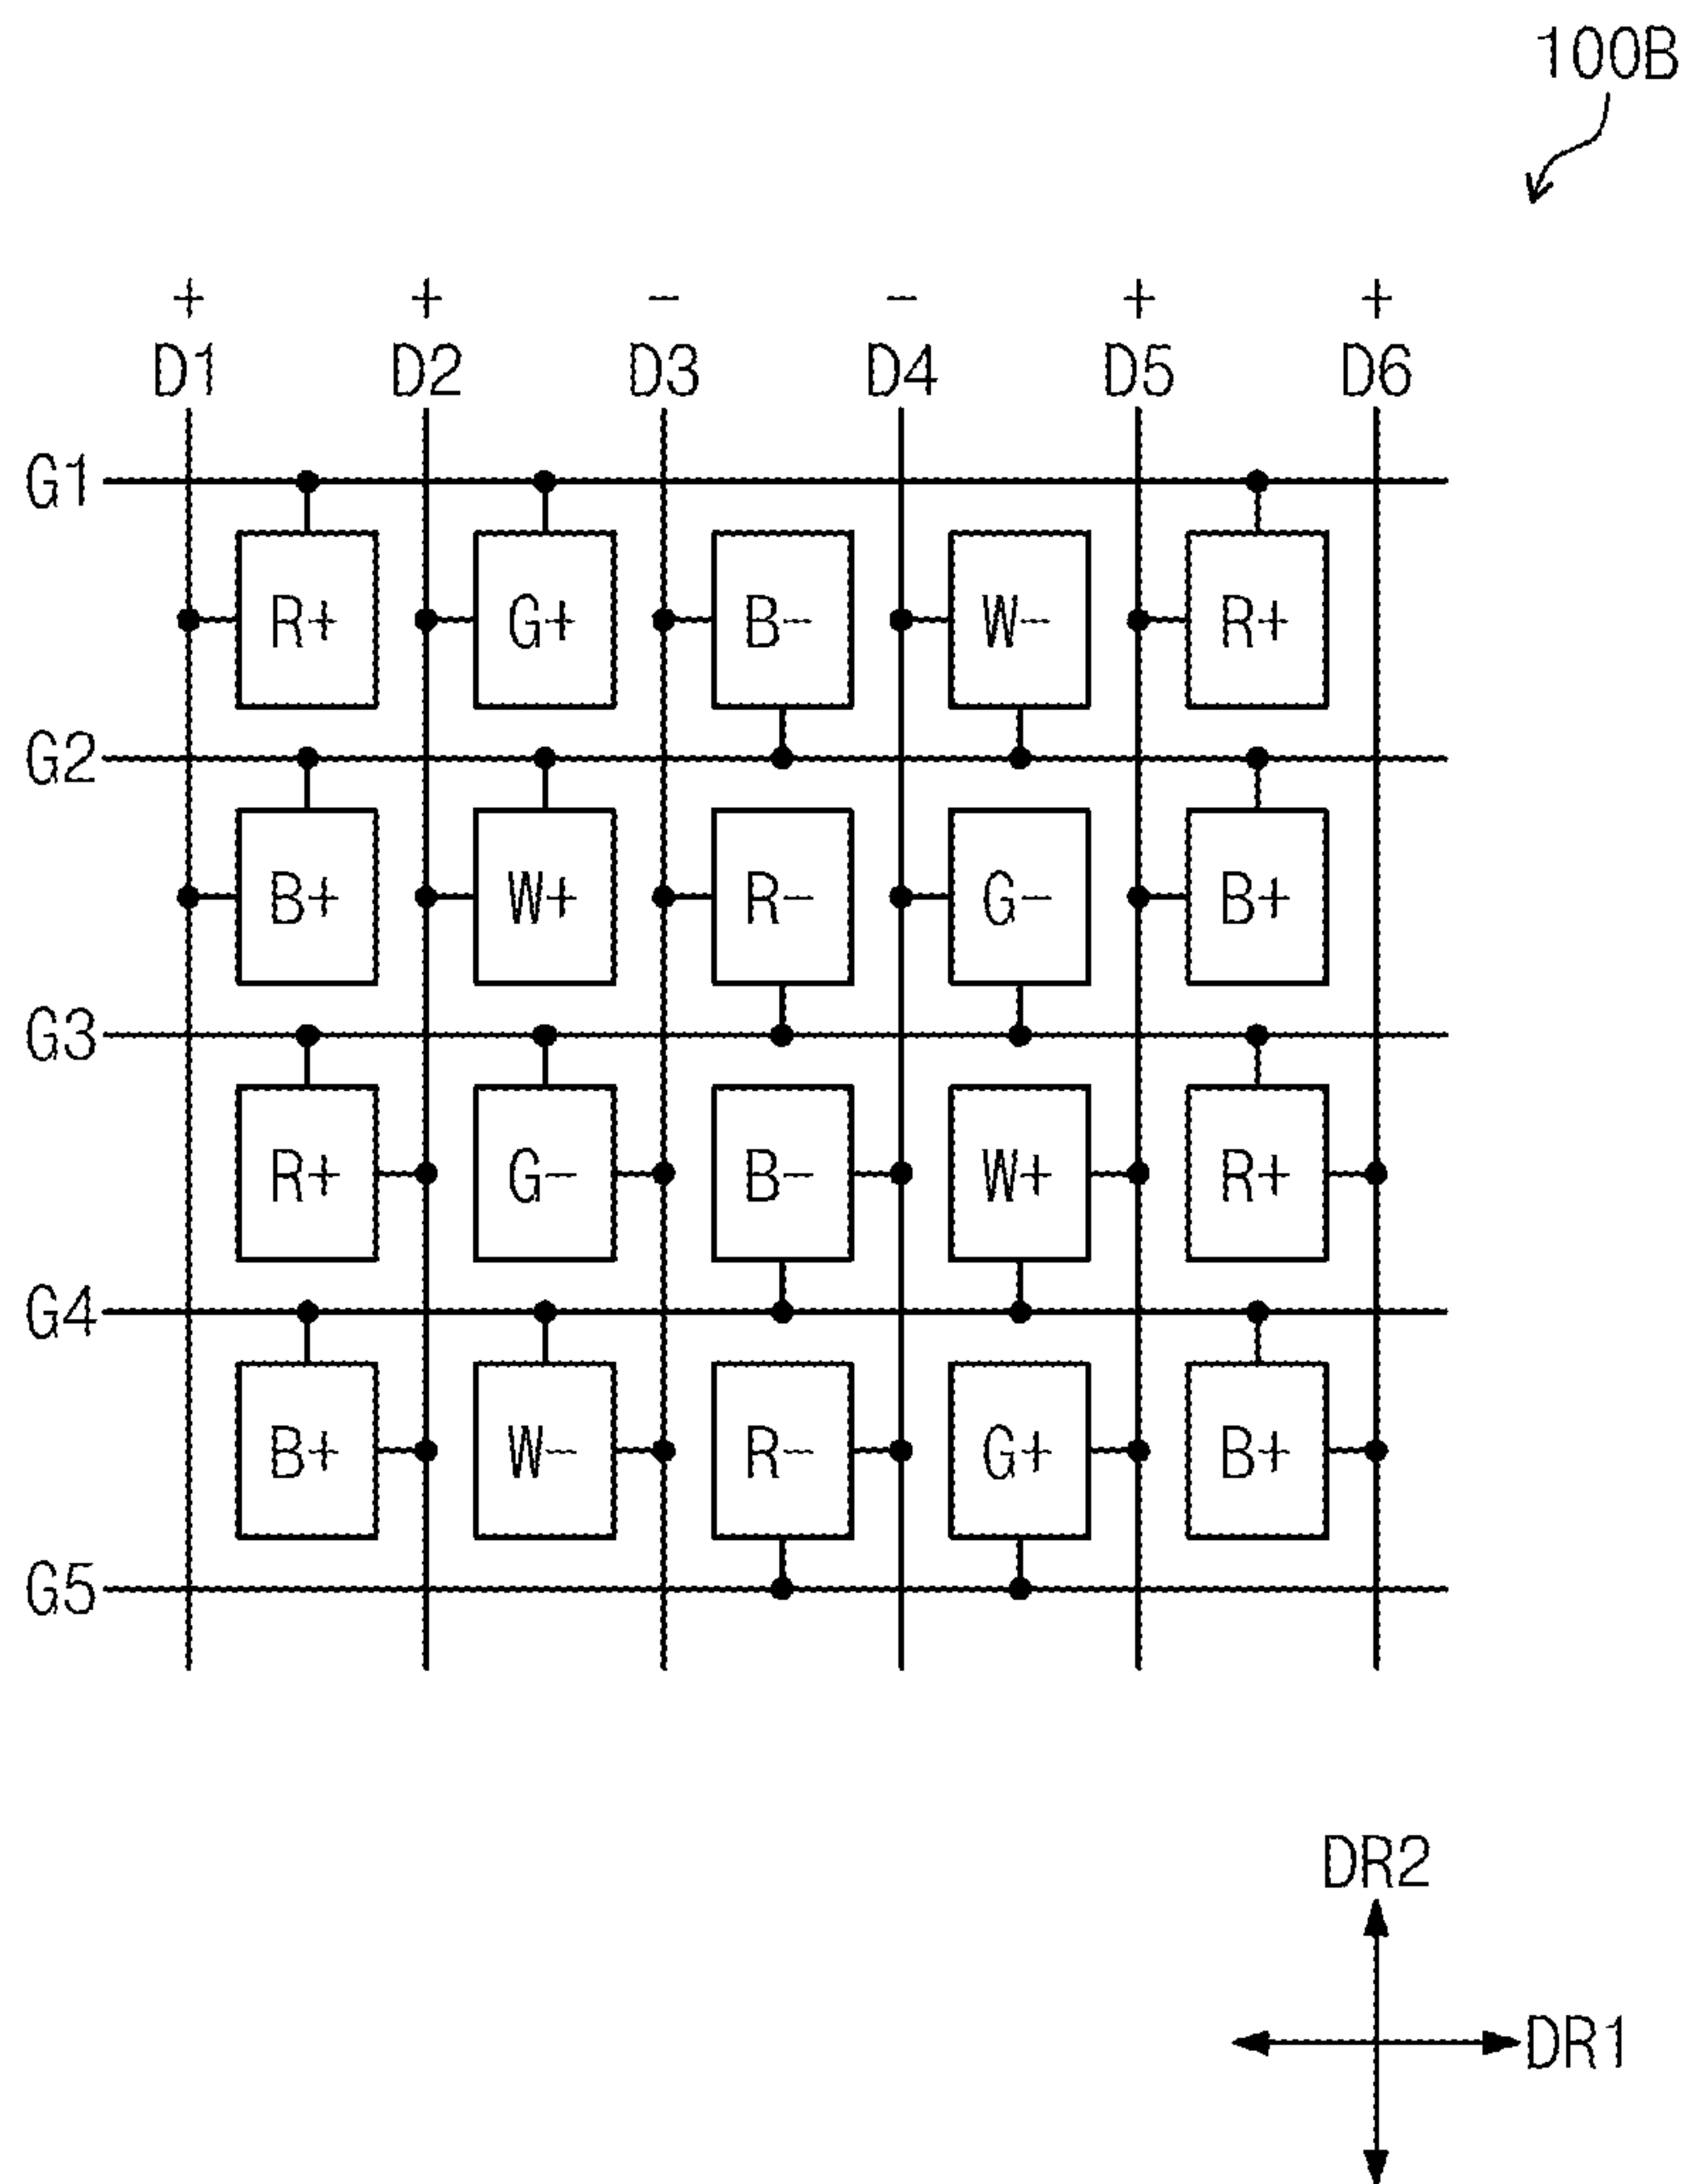 100B
+ + - - + +
D1 D2 D3 D4 D5 D6
G1
R+ G+ B- W- R+
G2
B+ W+ R- G- B+
G3
R+ G- B- W+ R+
G4
B+ W- R- G+ B+
G5
DR2
DR1